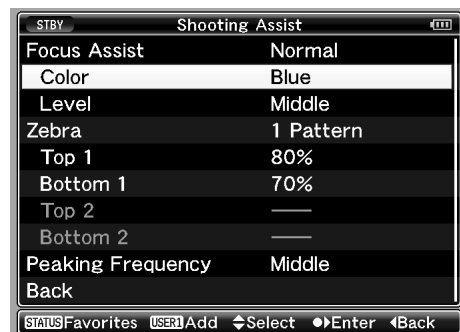 STBY Shooting Assist
Focus Assist Normal
Color Blue
Level Middle
Zebra 1 Pattern
Top 1 80%
Bottom 1 70%
Top 2 ——
Bottom 2 ——
Peaking Frequency Middle
Back
STATUS Favorites USER1 Add Select Enter Back